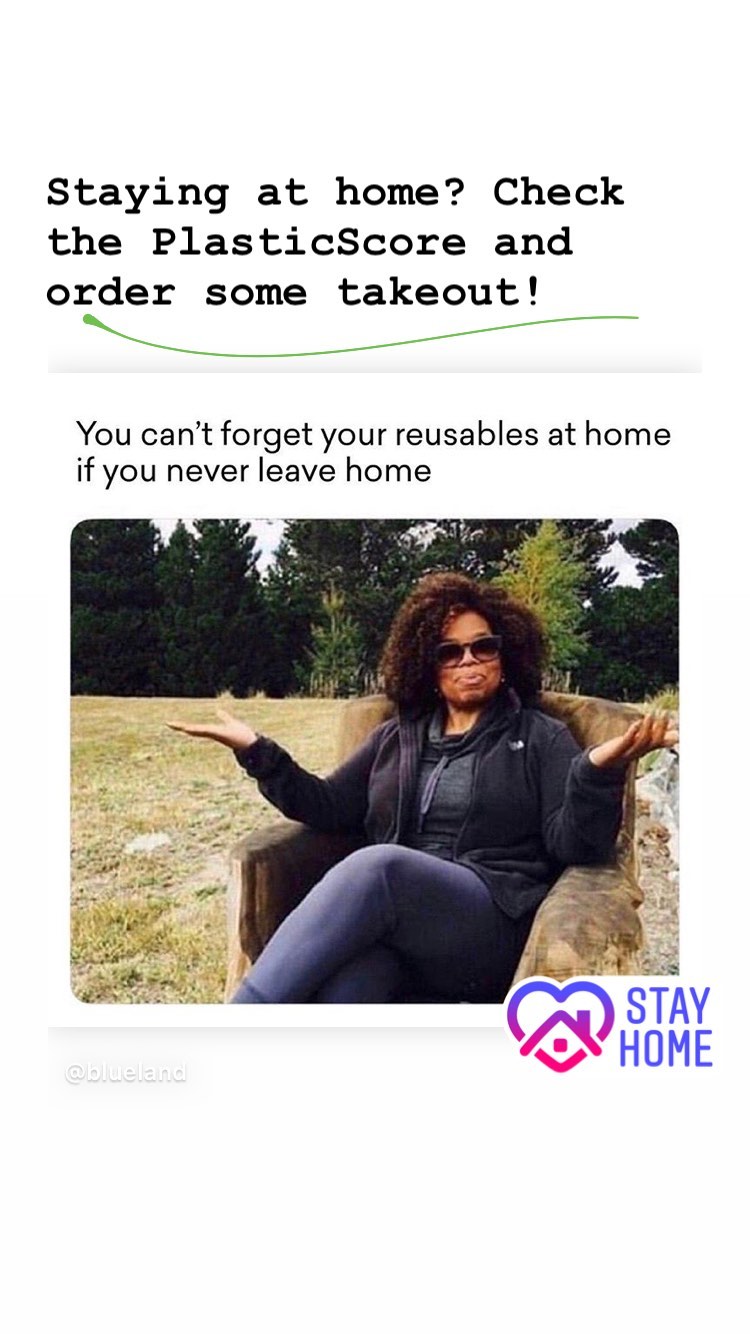 Staying at home? Check
the PlasticScore and
order some takeout!
You can’t forget your reusables at home
if you never leave home
STAY
HOME
@blueland